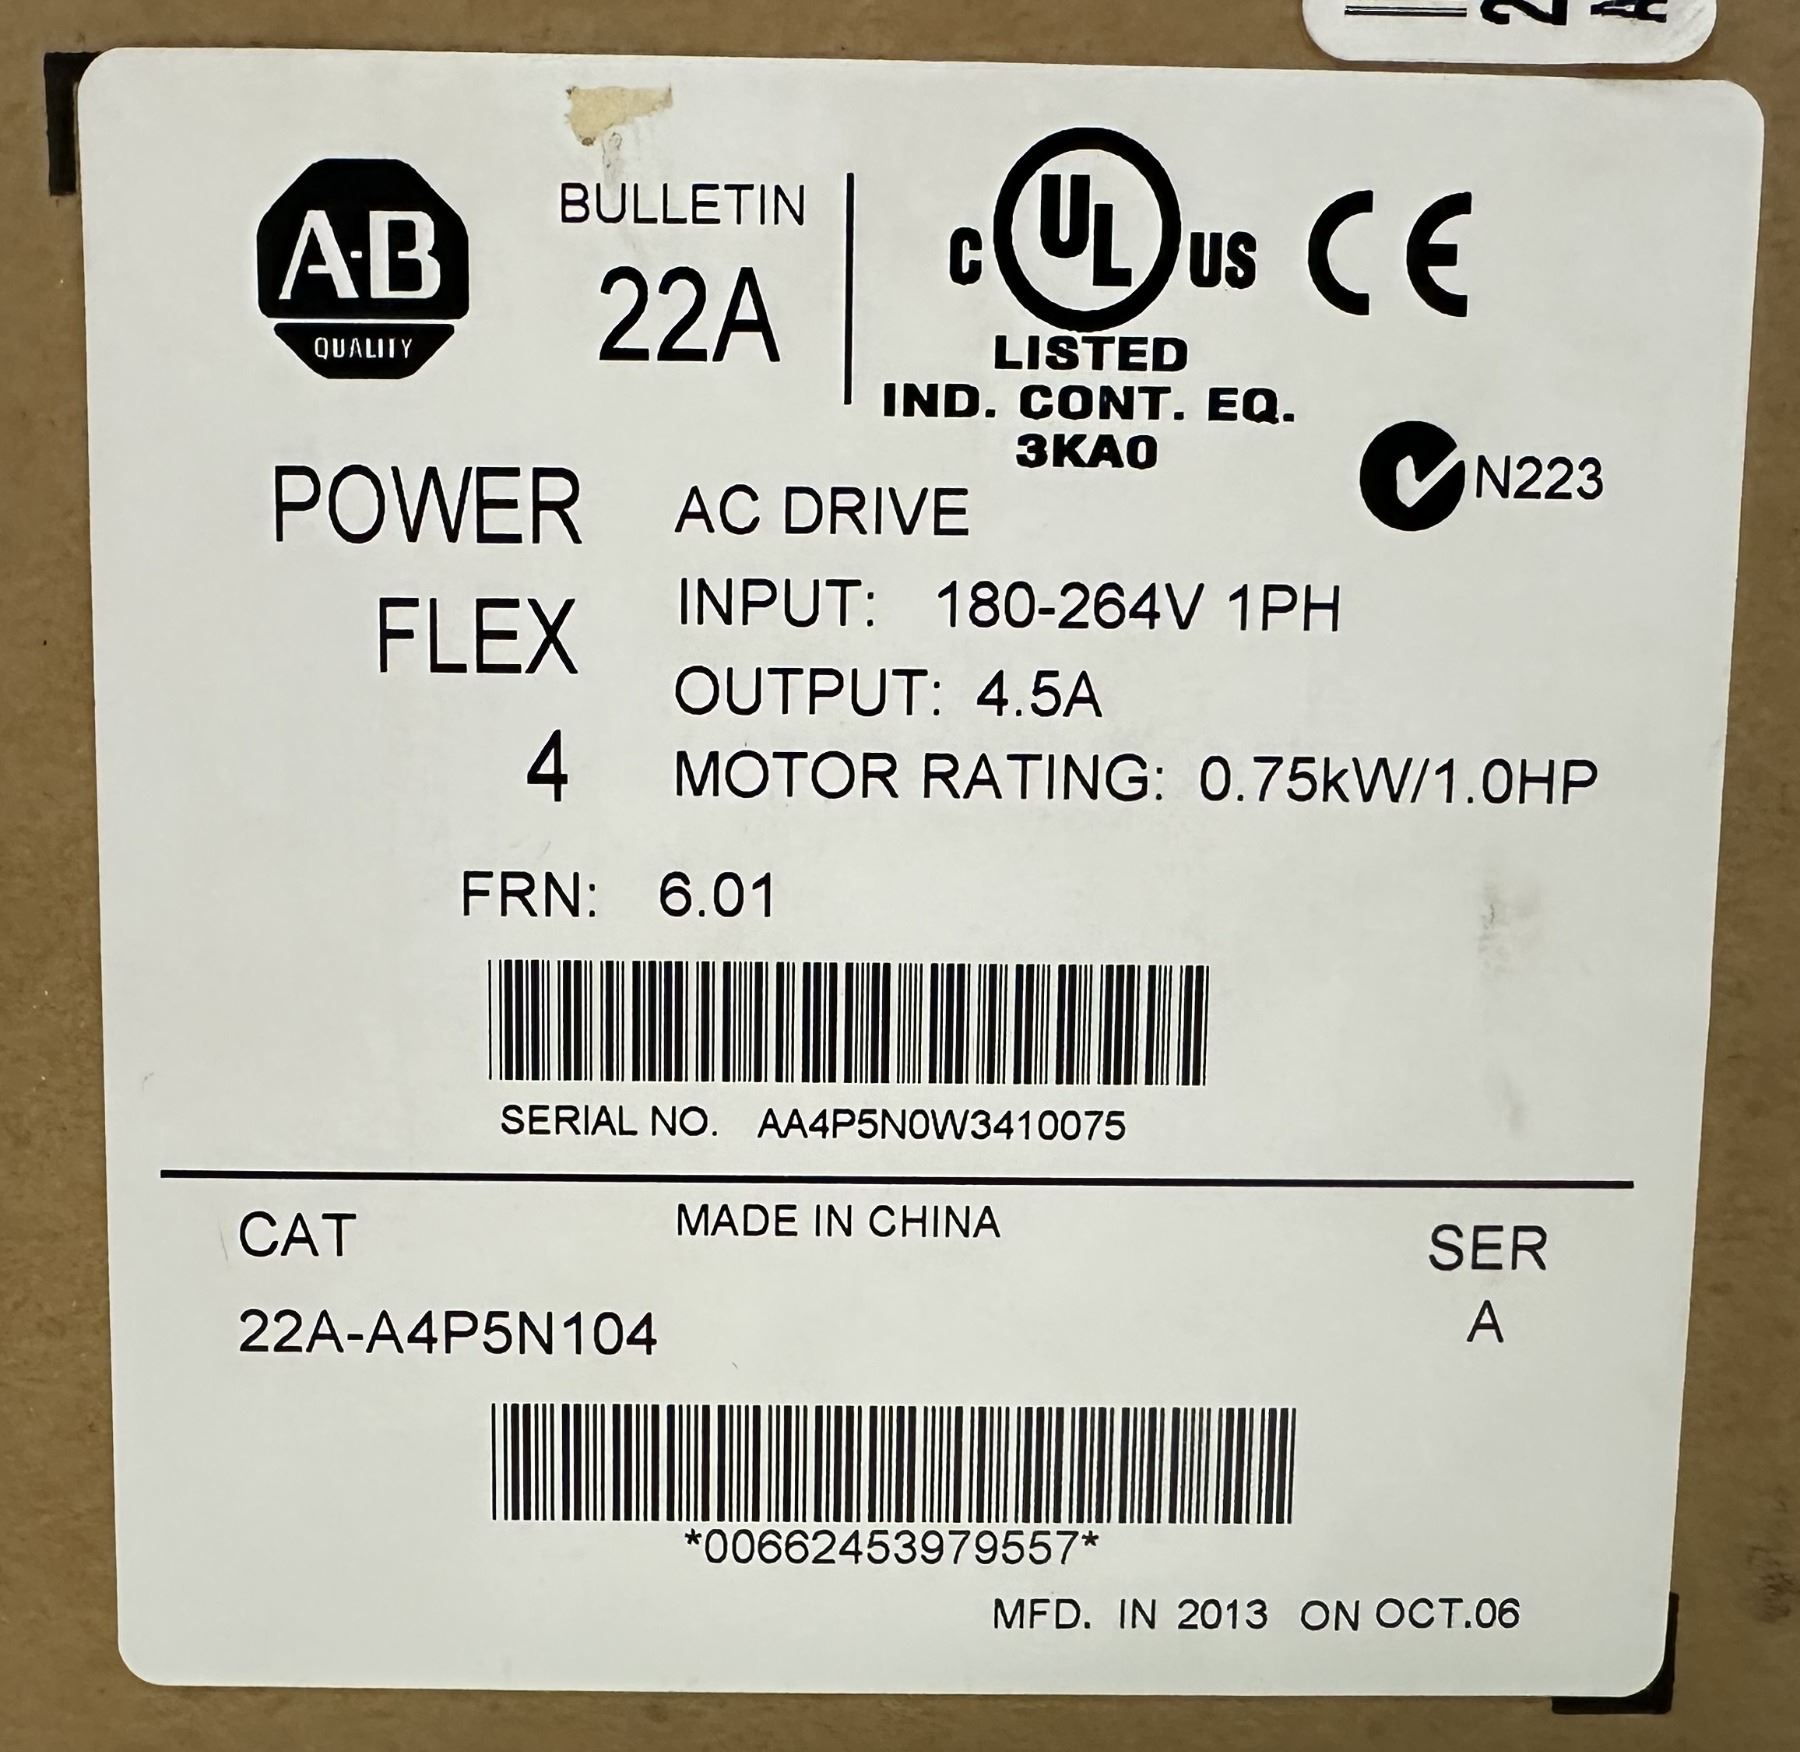 A-B
QUALITY
BULLETIN
22A
C UL US CE
LISTED
IND. CONT. EQ.
3KA0
N223
POWER
FLEX
4
AC DRIVE
INPUT: 180-264V 1PH
OUTPUT: 4.5A
MOTOR RATING: 0.75kW/1.0HP
FRN: 6.01
SERIAL NO. AA4P5N0W3410075
CAT
MADE IN CHINA
SER
22A-A4P5N104
A
*00662453979557*
MFD. IN 2013 ON OCT.06